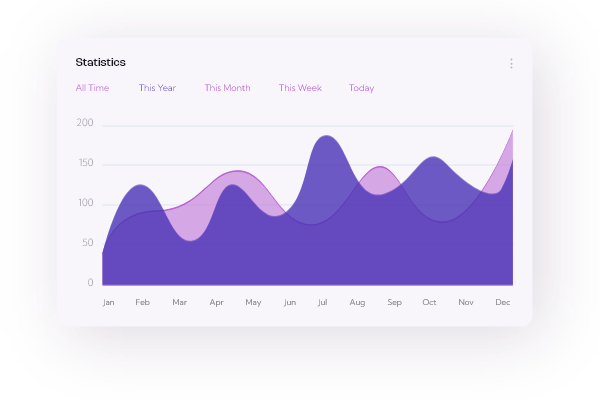 Statistics
All Time This Year This Month This Week Today
200
150
100
50
0
Jan Feb Mar Apr May Jun Jul Aug Sep Oct Nov Dec